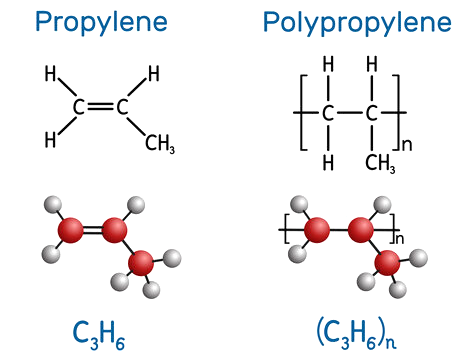 Propylene
H H
C C
H CH₃
C₃H₆
Polypropylene
H H
C C
n
H CH₃
n
(C₃H₆)n